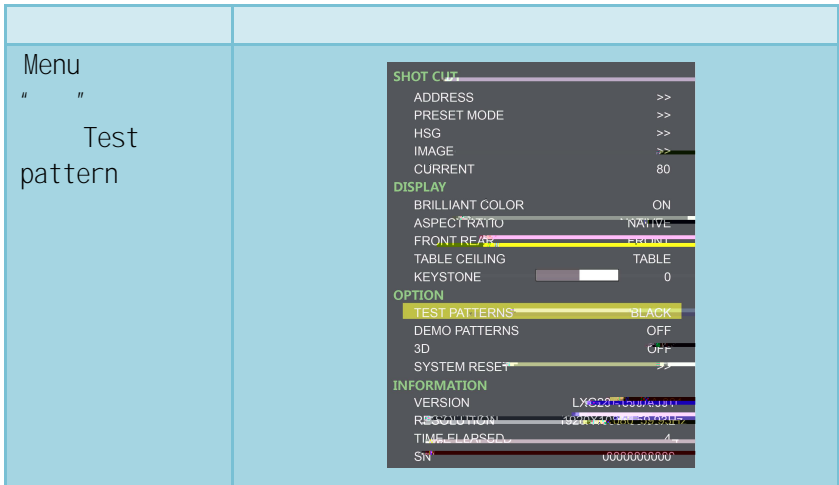 Menu
“ ”
Test
pattern
SHOT CUT
ADDRESS >>
PRESET MODE >>
HSG >>
IMAGE >>
CURRENT 80
DISPLAY
BRILLIANT COLOR ON
ASPECT RATIO NATIVE
FRONT REAR FRONT
TABLE CEILING TABLE
KEYSTONE 0
OPTION
TEST PATTERNS BLACK
DEMO PATTERNS OFF
3D OFF
SYSTEM RESET >>
INFORMATION
VERSION
RESOLUTION
TIME ELAPSED 4
SN 0000000000